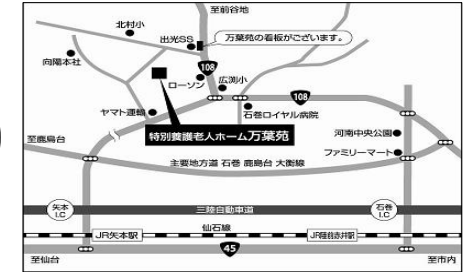 至前谷地
北村小
出光SS
万葉苑の看板がございます。
向陽本社
108
ローソン
広渕小
108
ヤマト運輸
石巻ロイヤル病院
特別養護老人ホーム万葉苑
河南中央公園
至鹿島台
ファミリーマート
主要地方道 石巻 鹿島台 大衡線
矢本
I.C
三陸自動車道
石巻
I.C
仙石線
JR矢本駅
JR陸前赤井駅
45
至仙台
至市内